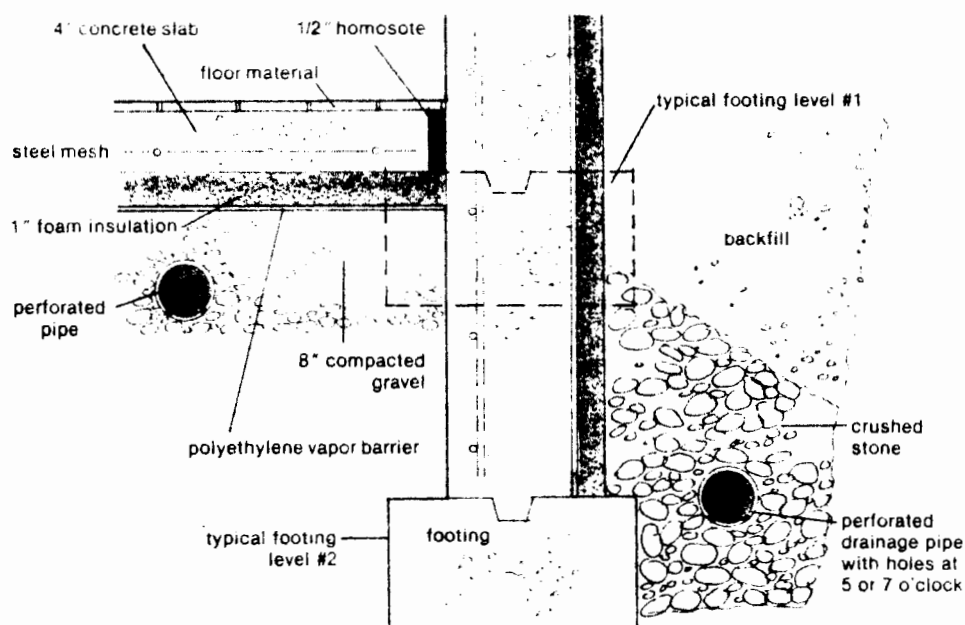 4" concrete slab
1/2" homosote
floor material
typical footing
level #1
steel mesh
1" foam insulation
backfill
perforated
pipe
8" compacted
gravel
polyethylene vapor barrier
crushed
stone
typical footing
level #2
footing
perforated
drainage pipe
with holes at
5 or 7 o'clock